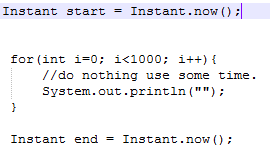 Instant start = Instant.now();
for(int i=0; i<1000; i++){
//do nothing use some time.
System.out.println("");
}
Instant end = Instant.now();